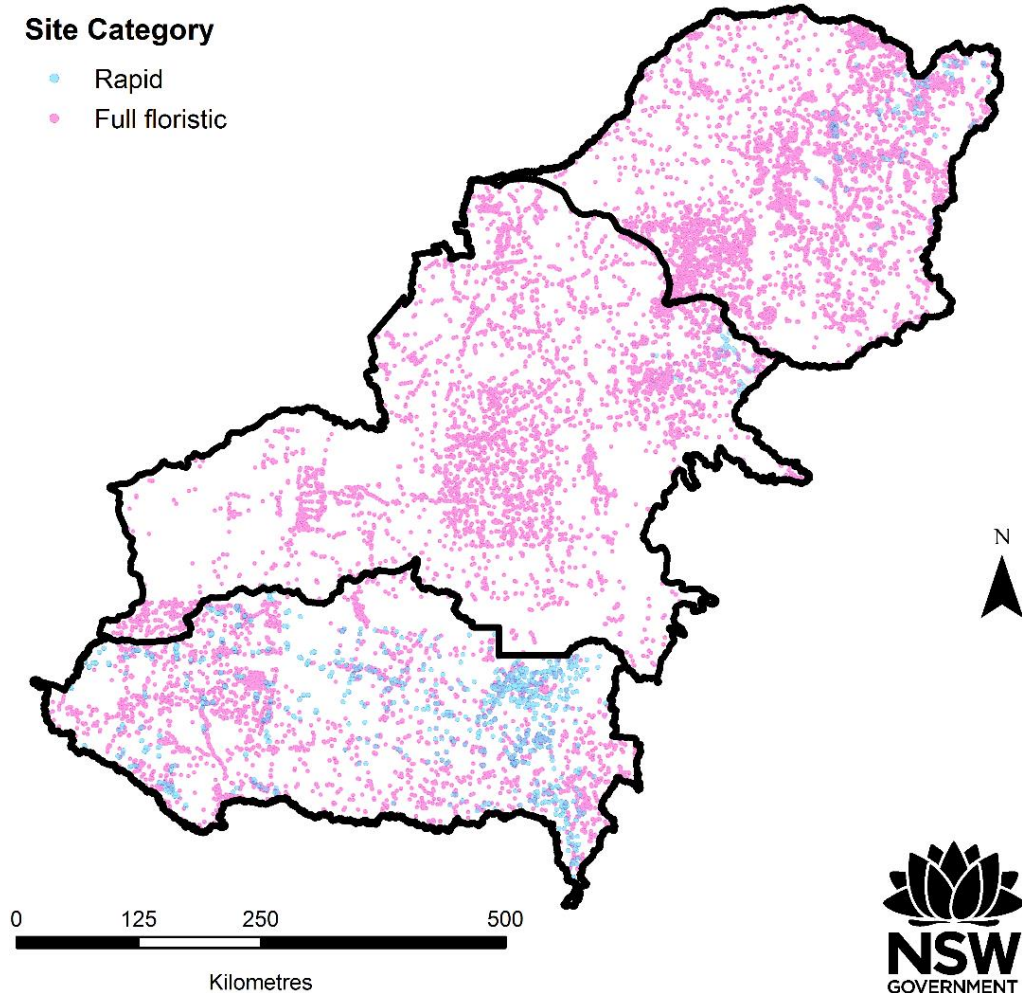 Site Category
Rapid
Full floristic
N
0 125 250 500
Kilometres
NSW
GOVERNMENT